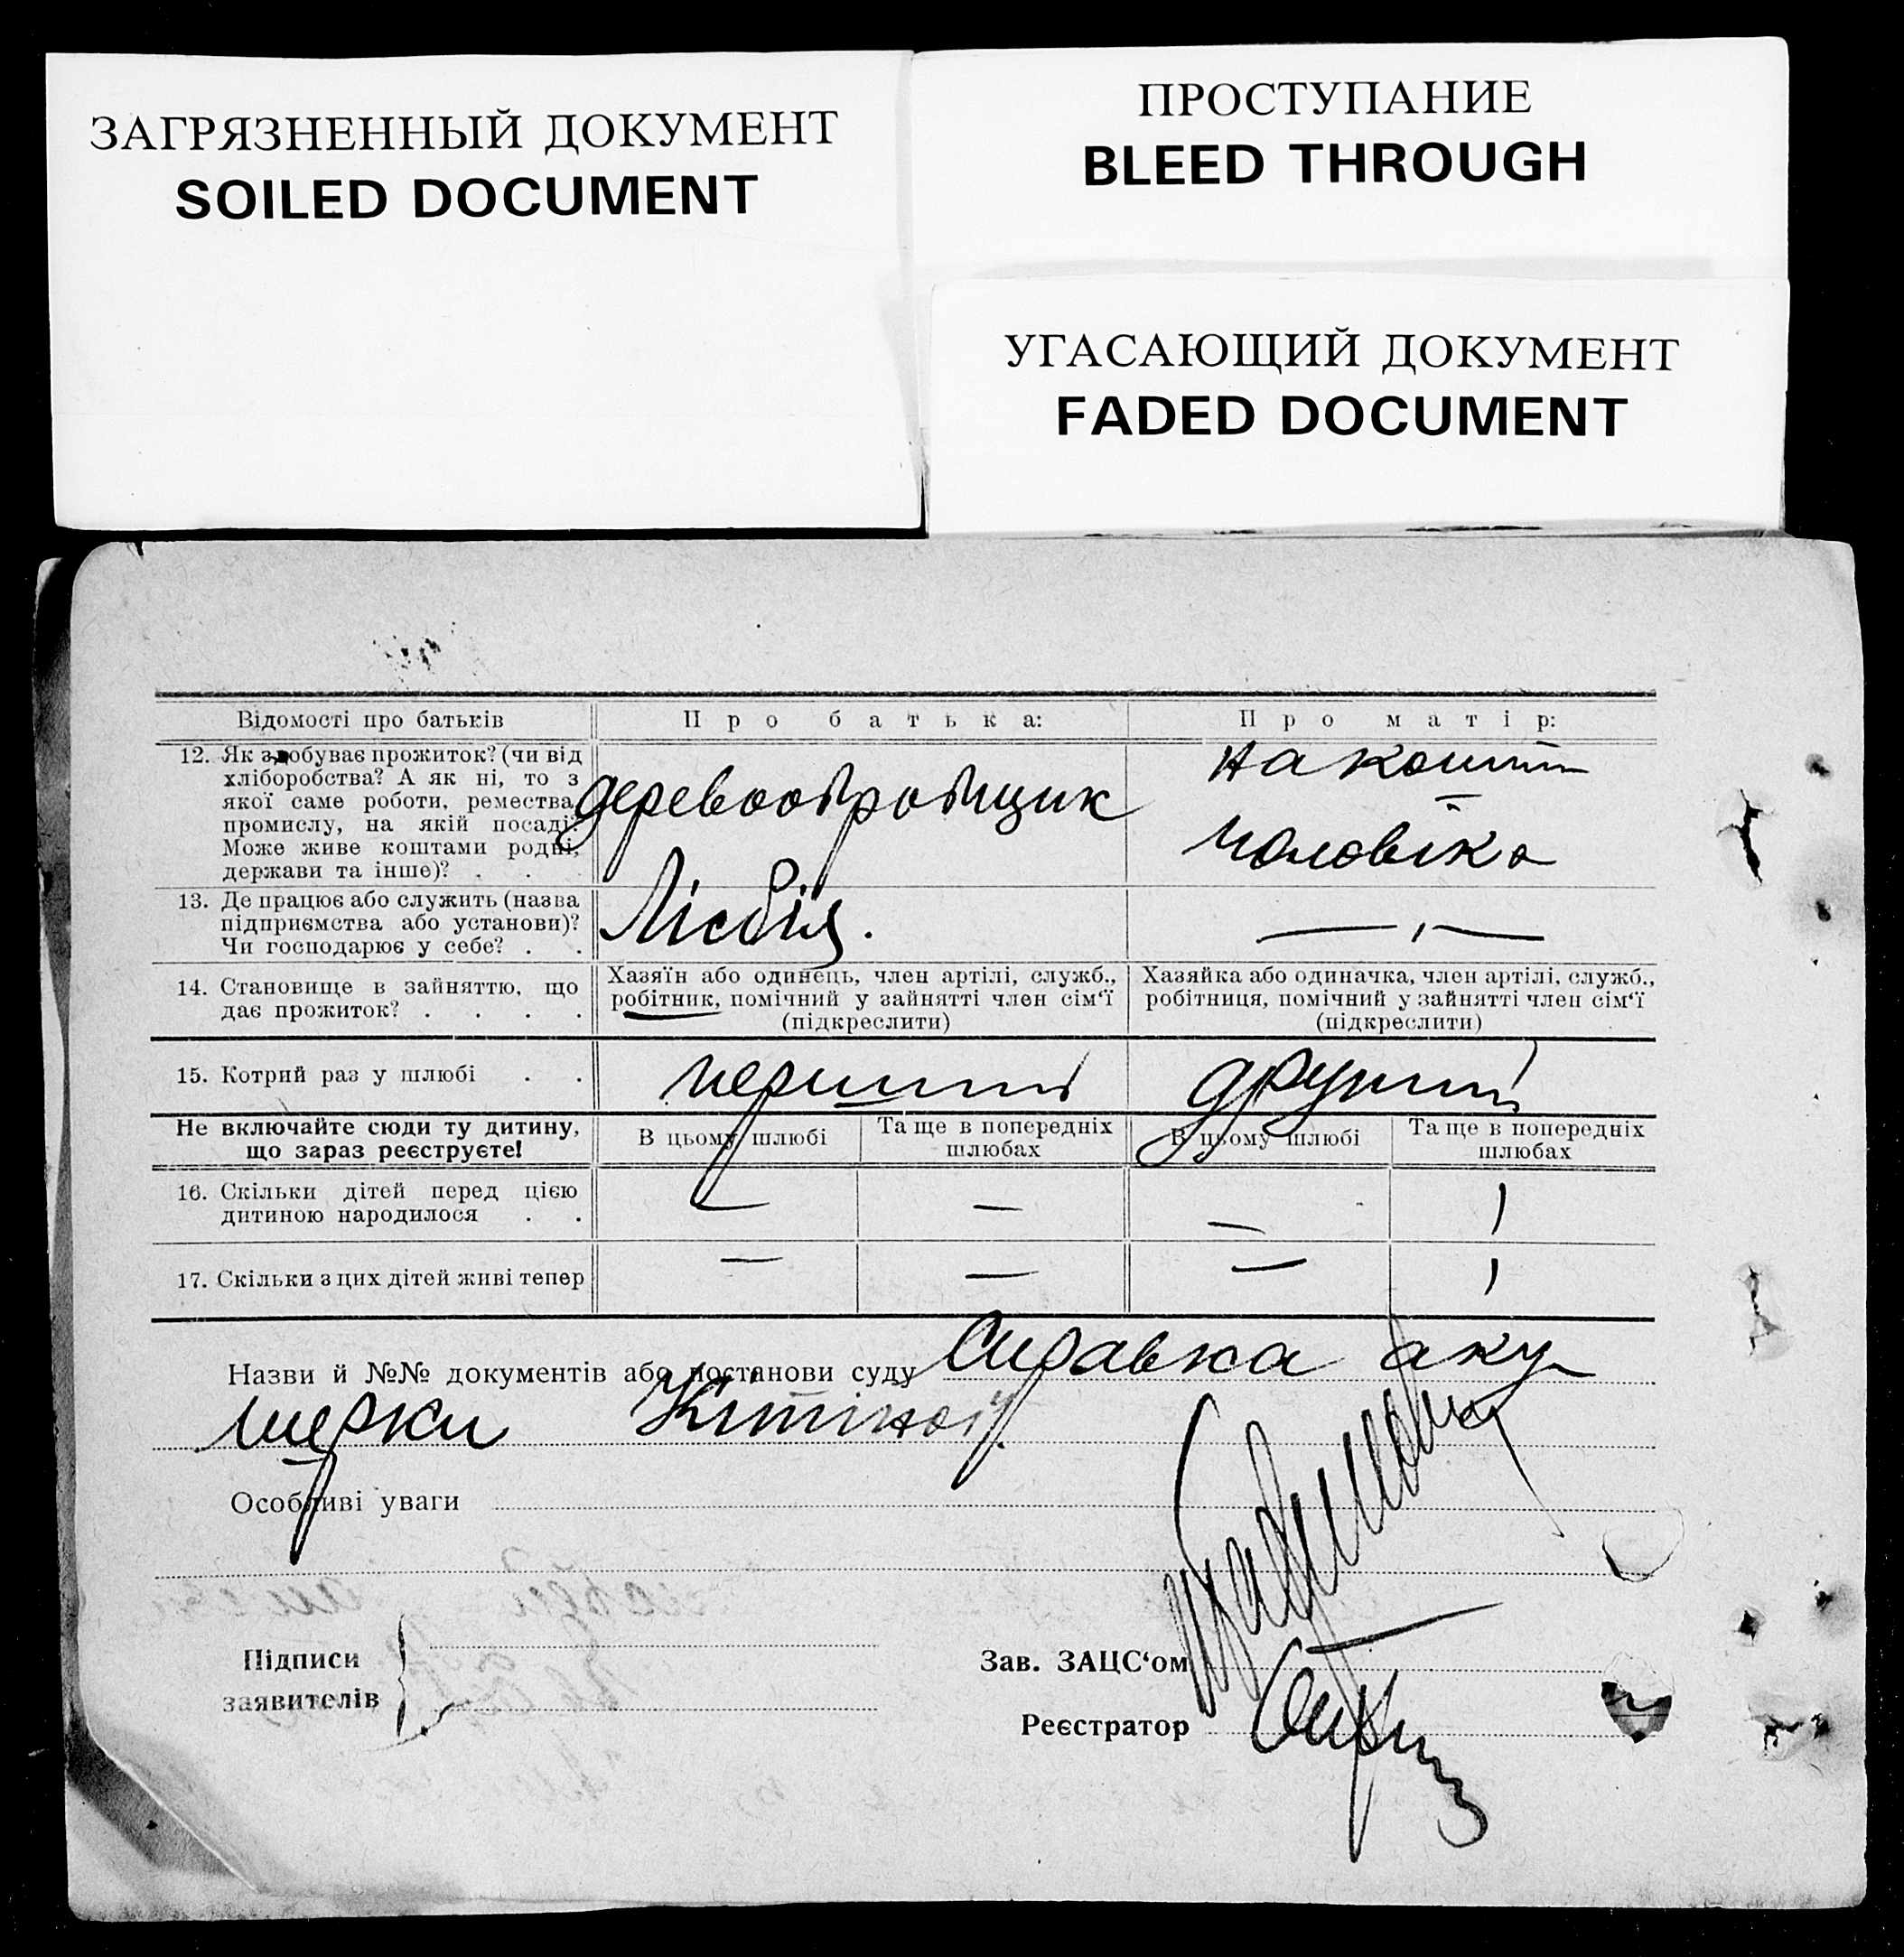 ЗАГРЯЗНЕННЫЙ ДОКУМЕНТ
SOILED DOCUMENT
ПРОСТУПАНИЕ
BLEED THROUGH
УГАСАЮЩИЙ ДОКУМЕНТ
FADED DOCUMENT
Відомості про батьків
Про батька:
Про матір:
12. Як здобуває прожиток? (чи від
хліборобства? А як ні, то з
якої саме роботи, ремества,
промислу, на якій посаді?
Може живе коштами родні,
держави та інше)? . .
на кошти
чоловіка
13. Де працює або служить (назва
підприємства або установи)?
Чи господарює у себе? . .
— „ —
14. Становище в зайняттю, що
дає прожиток? . . . .
Хазяїн або одинець, член артілі, служб.,
робітник, помічний у зайнятті член сім'ї
(підкреслити)
Хазяйка або одиначка, член артілі, служб.,
робітниця, помічний у зайнятті член сім'ї
(підкреслити)
15. Котрий раз у шлюбі . .
перший
другий
Не включайте сюди ту дитину,
що зараз реєструєте!
В цьому шлюбі
Та ще в попередніх
шлюбах
В цьому шлюбі
Та ще в попередніх
шлюбах
16. Скільки дітей перед цією
дитиною народилося . .
— — — 1
17. Скільки з цих дітей живі тепер
— — — 1
Назви й №№ документів або постанови суду Справка аку
шерки
Особливі уваги
Підписи
заявителів
Зав. ЗАЦС'ом
Реєстратор